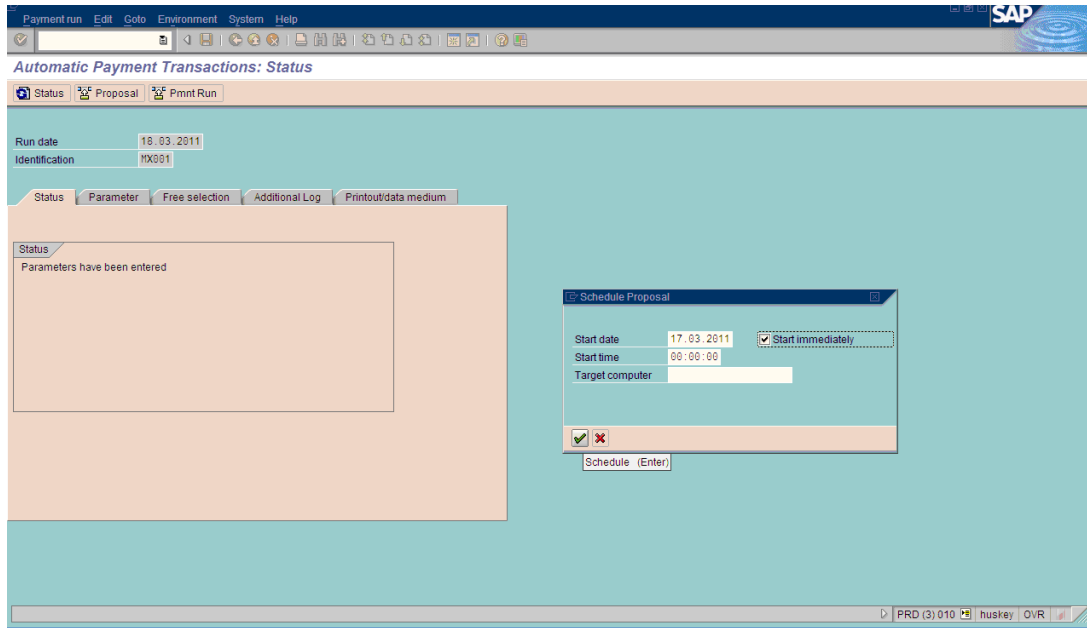 Payment run Edit Goto Environment System Help
SAP
Automatic Payment Transactions: Status
Status Proposal Pmnt Run
Run date 18.03.2011
Identification MX001
Status Parameter Free selection Additional Log Printout/data medium
Status
Parameters have been entered
Schedule Proposal
Start date 17.03.2011 Start immediately
Start time 00:00:00
Target computer
Schedule (Enter)
PRD (3) 010 huskey OVR